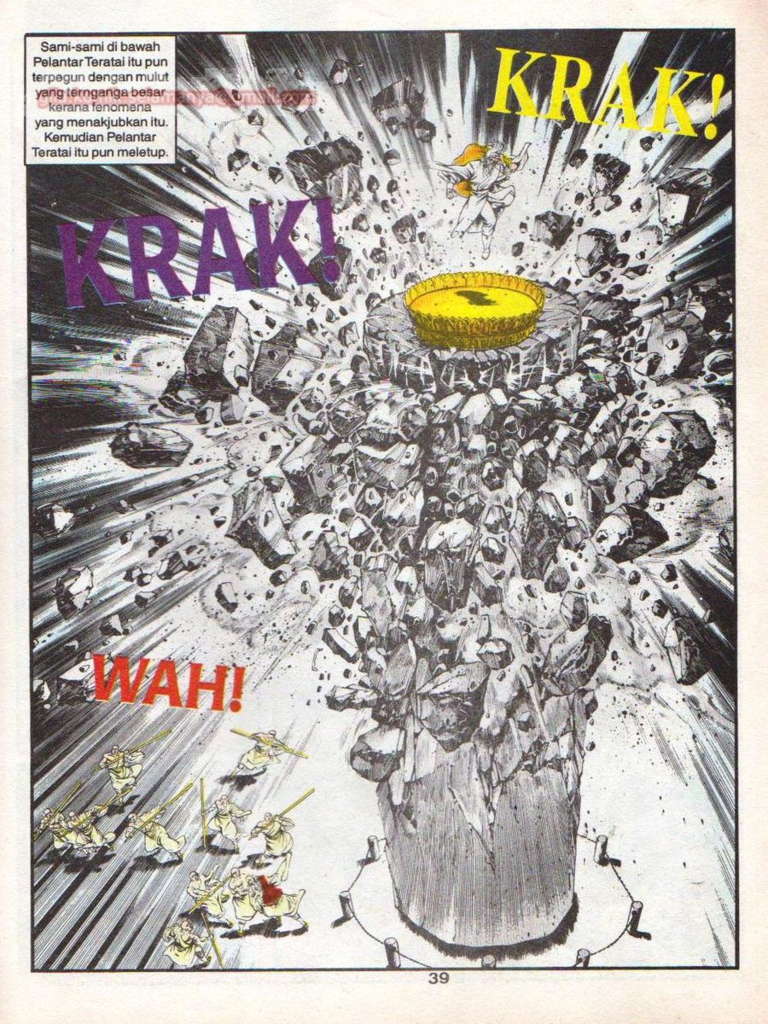 Sami-sami di bawah
Pelantar Teratai itu pun
terpegun dengan mulut
yang ternganga besar
kerana fenomena
yang menakjubkan itu.
Kemudian Pelantar
Teratai itu pun meletup.
KRAK!
KRAK!
WAH!
39